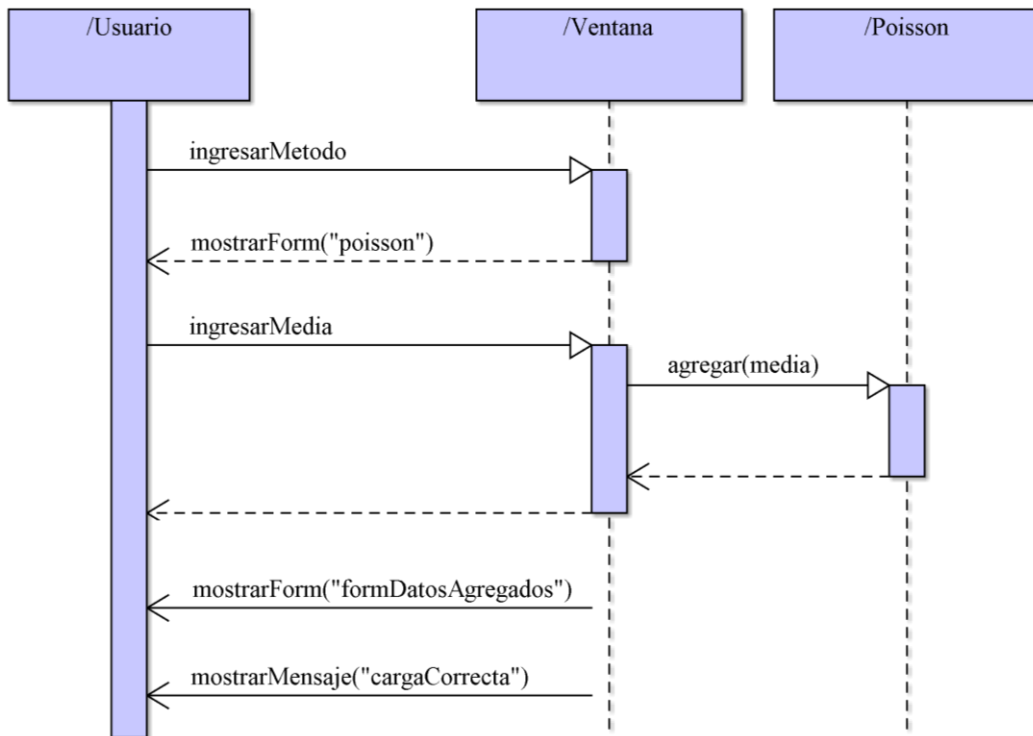 /Usuario
/Ventana
/Poisson
ingresarMetodo
mostrarForm("poisson")
ingresarMedia
agregar(media)
mostrarForm("formDatosAgregados")
mostrarMensaje("cargaCorrecta")